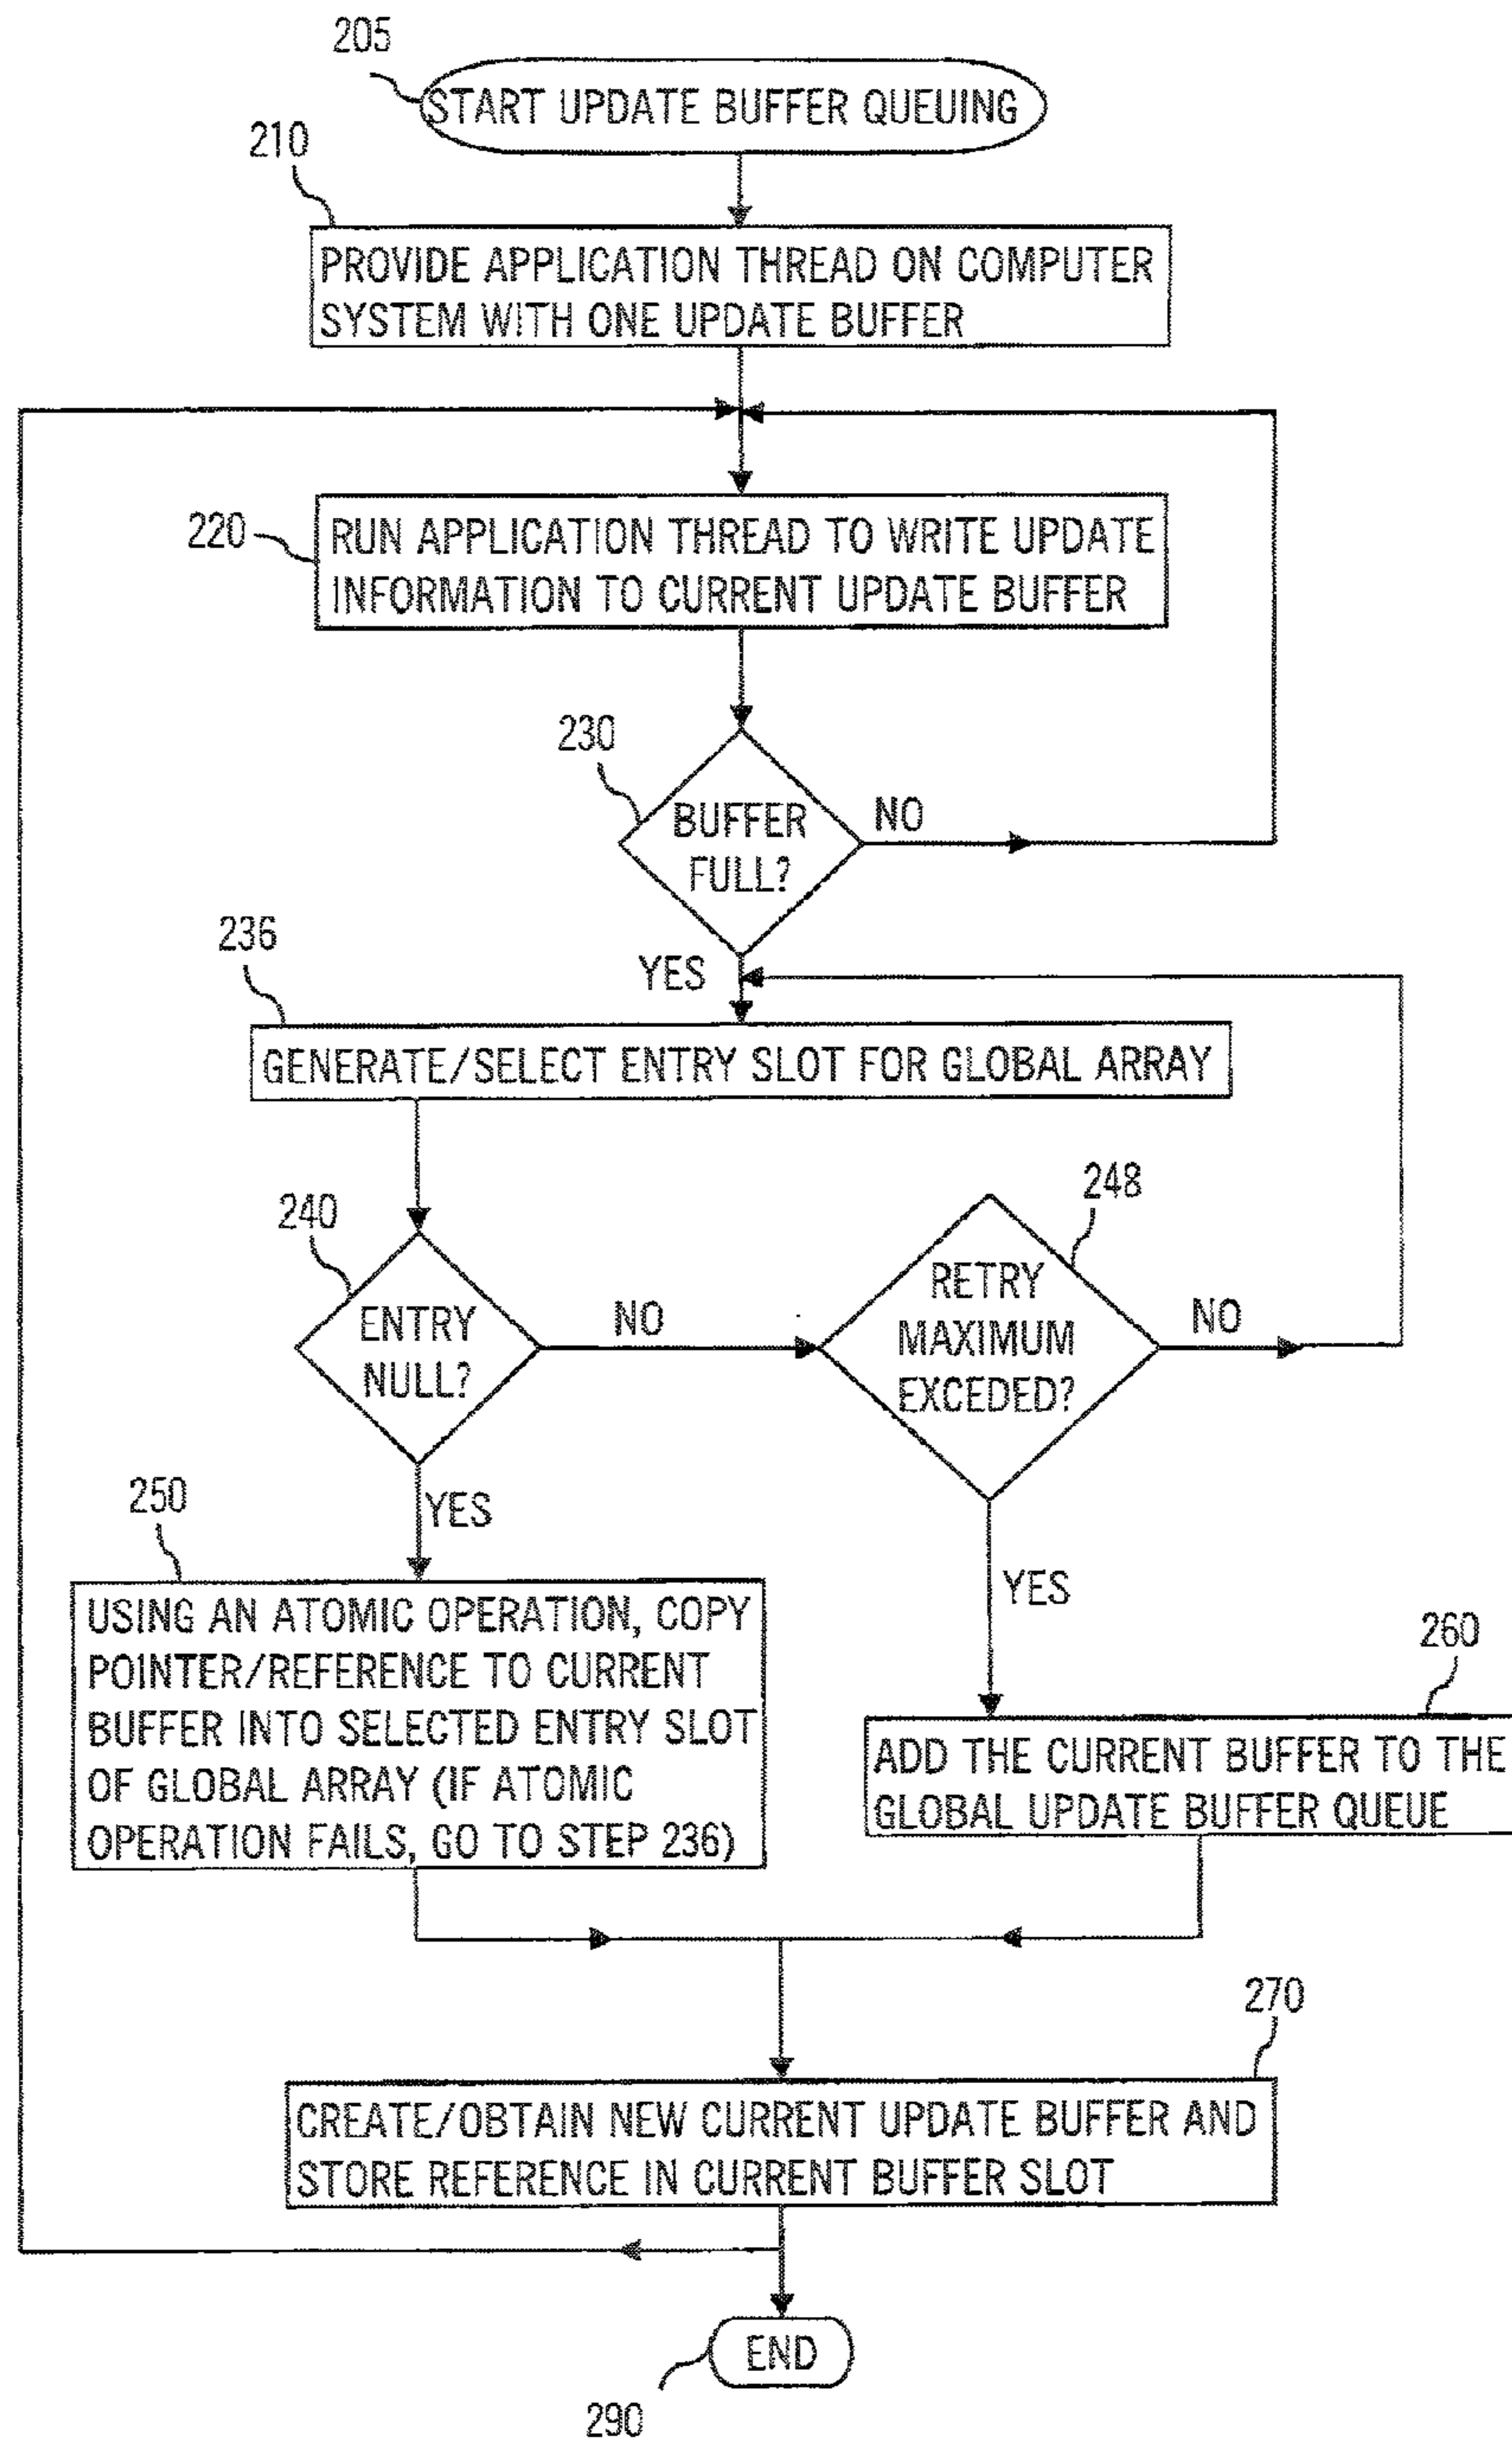 205
START UPDATE BUFFER QUEUING
210
PROVIDE APPLICATION THREAD ON COMPUTER
SYSTEM WITH ONE UPDATE BUFFER
220
RUN APPLICATION THREAD TO WRITE UPDATE
INFORMATION TO CURRENT UPDATE BUFFER
230
BUFFER
FULL?
NO
YES
236
GENERATE/SELECT ENTRY SLOT FOR GLOBAL ARRAY
240
ENTRY
NULL?
NO
248
RETRY
MAXIMUM
EXCEDED?
NO
YES
250
USING AN ATOMIC OPERATION, COPY
POINTER/REFERENCE TO CURRENT
BUFFER INTO SELECTED ENTRY SLOT
OF GLOBAL ARRAY (IF ATOMIC
OPERATION FAILS, GO TO STEP 236)
YES
260
ADD THE CURRENT BUFFER TO THE
GLOBAL UPDATE BUFFER QUEUE
270
CREATE/OBTAIN NEW CURRENT UPDATE BUFFER AND
STORE REFERENCE IN CURRENT BUFFER SLOT
END
290